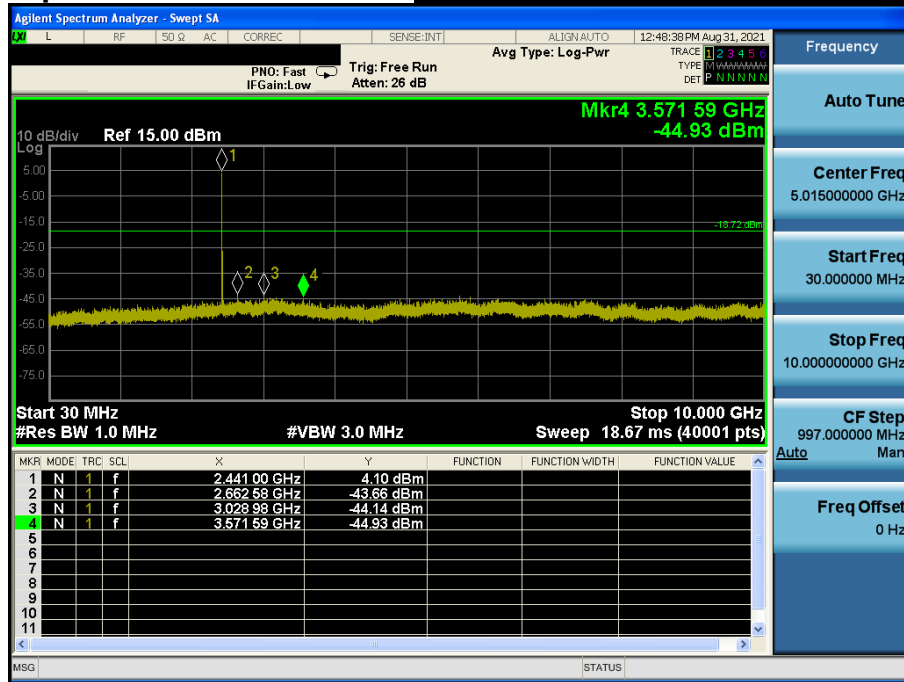 Agilent Spectrum Analyzer - Swept SA
LXI L RF 50 Ω AC CORREC SENSE:INT ALIGN AUTO 12:48:38 PM Aug 31, 2021
Frequency
Avg Type: Log-Pwr
TRACE 1 2 3 4 5 6
PNO: Fast Trig: Free Run
TYPE M W W W W W
IFGain:Low Atten: 26 dB
DET P N N N N N
Auto Tune
Mkr4 3.571 59 GHz
-44.93 dBm
10 dB/div Ref 15.00 dBm
Log
1
5.00
-5.00
-15.0
-18.72 dBm
-25.0
-35.0
2 3 4
-45.0
-55.0
-65.0
-75.0
Center Freq
5.015000000 GHz
Start Freq
30.000000 MHz
Stop Freq
10.000000000 GHz
Start 30 MHz Stop 10.000 GHz
#Res BW 1.0 MHz #VBW 3.0 MHz Sweep 18.67 ms (40001 pts)
CF Step
997.000000 MHz
Auto Man
MKR MODE TRC SCL X Y FUNCTION FUNCTION WIDTH FUNCTION VALUE
1 N 1 f 2.441 00 GHz 4.10 dBm
2 N 1 f 2.662 58 GHz -43.66 dBm
3 N 1 f 3.028 98 GHz -44.14 dBm
4 N 1 f 3.571 59 GHz -44.93 dBm
5
6
7
8
9
10
11
Freq Offset
0 Hz
MSG STATUS